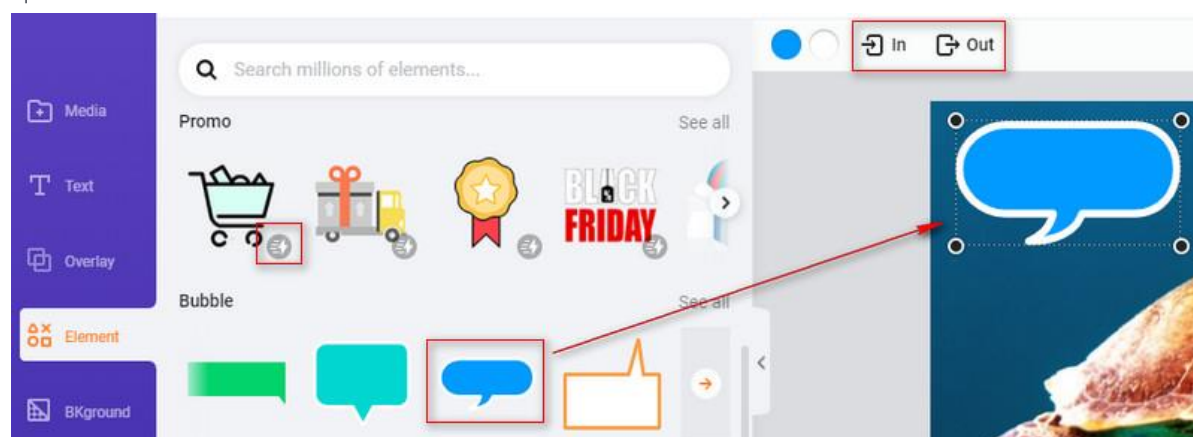 Media
Text
Overlay
Element
BKground
Search millions of elements...
Promo
See all
BLACK
FRIDAY
Bubble
See all
In
Out